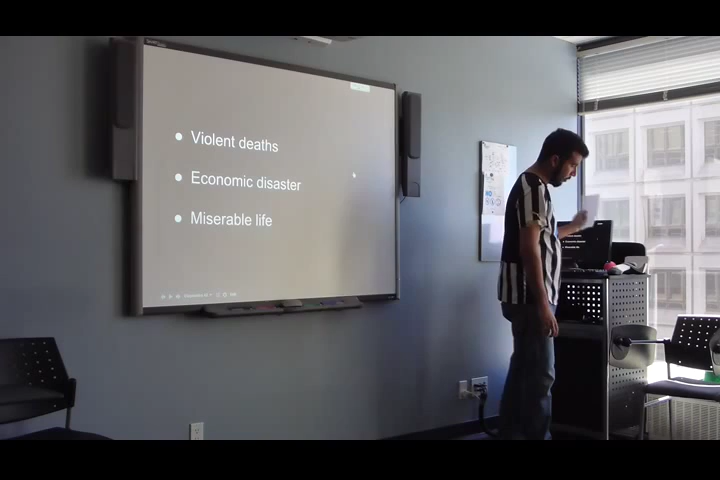 Violent deaths
Economic disaster
Miserable life